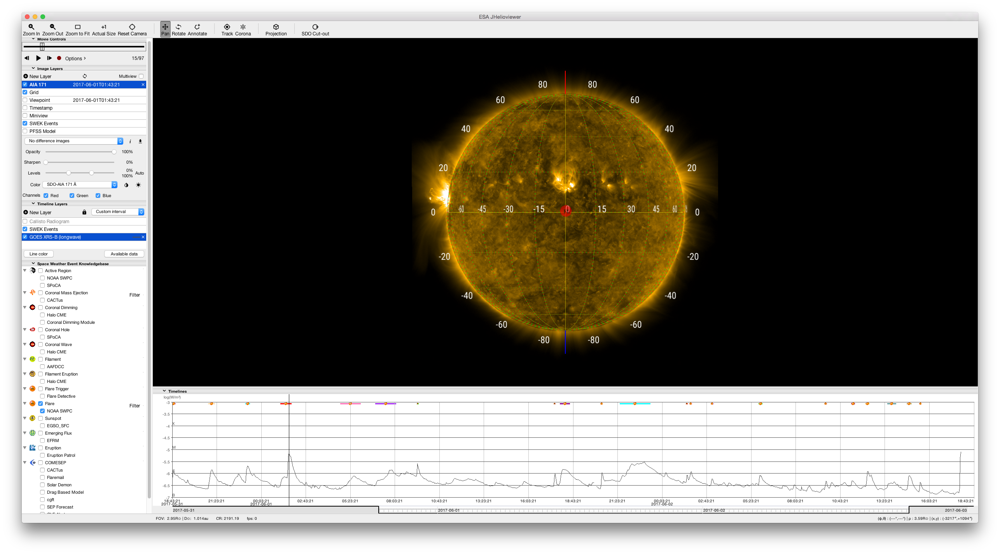 ESA JHelioviewer
Zoom In Zoom Out Zoom to Fit Actual Size Reset Camera Pan Rotate Annotate Track Corona Projection SDO Cut-out
Movie Controls
Options > 15/97
Image Layers
New Layer Multiview
AIA 171 2017-06-01T01:43:21
Grid
Viewpoint 2017-06-01T01:43:21
Timestamp
Miniview
SWEK Events
PFSS Model
No difference images i
Opacity 100%
Sharpen 0%
0%
Levels Auto
100%
Color SDO-AIA 171 Å
Channels Red Green Blue
Timeline Layers
New Layer Custom interval
Callisto Radiogram
SWEK Events
GOES XRS-B (longwave)
Line color Available data
Space Weather Event Knowledgebase
Active Region
NOAA SWPC
SPoCA
Coronal Mass Ejection Filter
CACTus
Coronal Dimming
Halo CME
Coronal Dimming Module
Coronal Hole
SPoCA
Coronal Wave
Halo CME
Filament
AAFDCC
Filament Eruption
Halo CME
Flare Trigger
Flare Detective
Flare Filter
NOAA SWPC
Sunspot
EGSO_SFC
Emerging Flux
EFRM
Eruption
Eruption Patrol
COMESEP
CACTus
Flaremail
Solar Demon
Drag Based Model
cgft
SEP Forecast
80 80
60 60
40 40
20 20
0 -60 -45 -30 -15 0 15 30 45 60 0
-20 -20
-40 -40
-60 -60
-80 -80
Timelines
log(W/m²)
-3
-3.5
X
-4
-4.5
M
-5
-5.5
C
-6
-6.5
B
-7
18:43:21 21:23:21 00:03:21 02:43:21 05:23:21 08:03:21 10:43:21 13:23:21 16:03:21 18:43:21 21:23:21 00:03:21 02:43:21 05:23:21 08:03:21 10:43:21 13:23:21 16:03:21 18:43:21
2017-05-31 2017-06-01 2017-06-02
2017-05-31 2017-06-01 2017-06-02 2017-06-03
FOV: 2.95R⊙ | D⊙: 1.014au CR: 2191.19 fps: 0 (φ,θ) : (---°,---°) | ρ : 3.59R⊙ | (x,y) : (-3217″,+1094″)